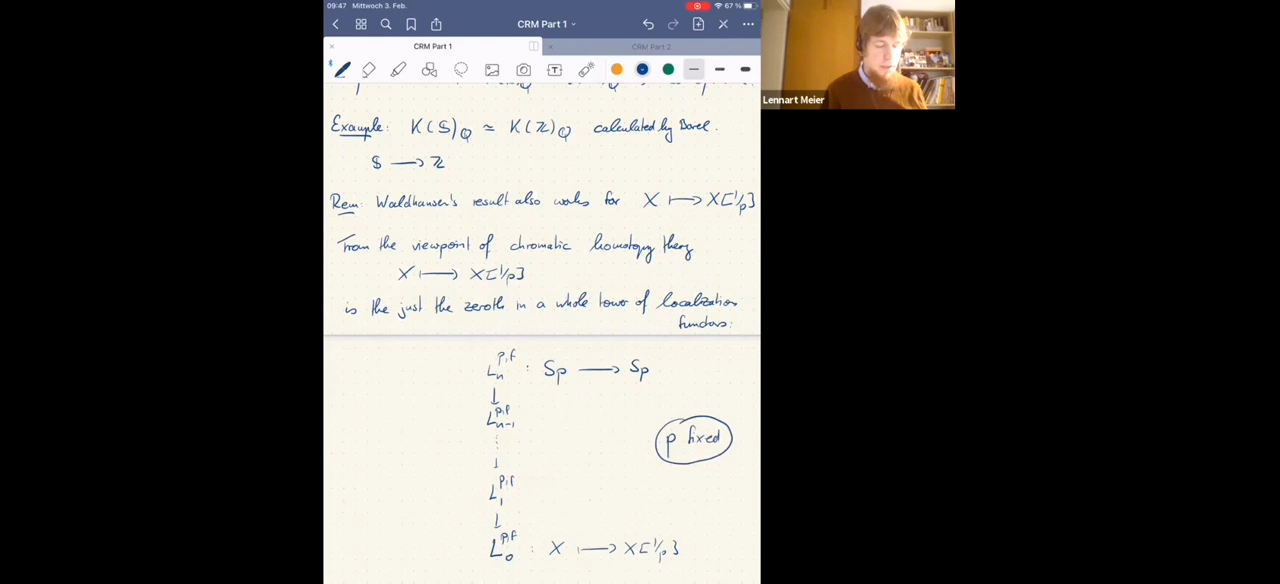 09:47 Mittwoch 3. Feb.
67 %
CRM Part 1
CRM Part 1
CRM Part 2
Lennart Meier
Example: K(𝕊)_ℚ ≃ K(ℤ)_ℚ calculated by Borel.
𝕊 ⟶ ℤ
Rem: Waldhausen's result also works for X ⟼ X[1/p]
From the viewpoint of chromatic homotopy theory
X ⟼ X[1/p]
is the just the zeroth in a whole tower of localization
functors:
L_n^{p,f} : Sp ⟶ Sp
↓
L_{n-1}^{p,f}
⋮
p fixed
↓
L_1^{p,f}
↓
L_0^{p,f} : X ⟼ X[1/p]